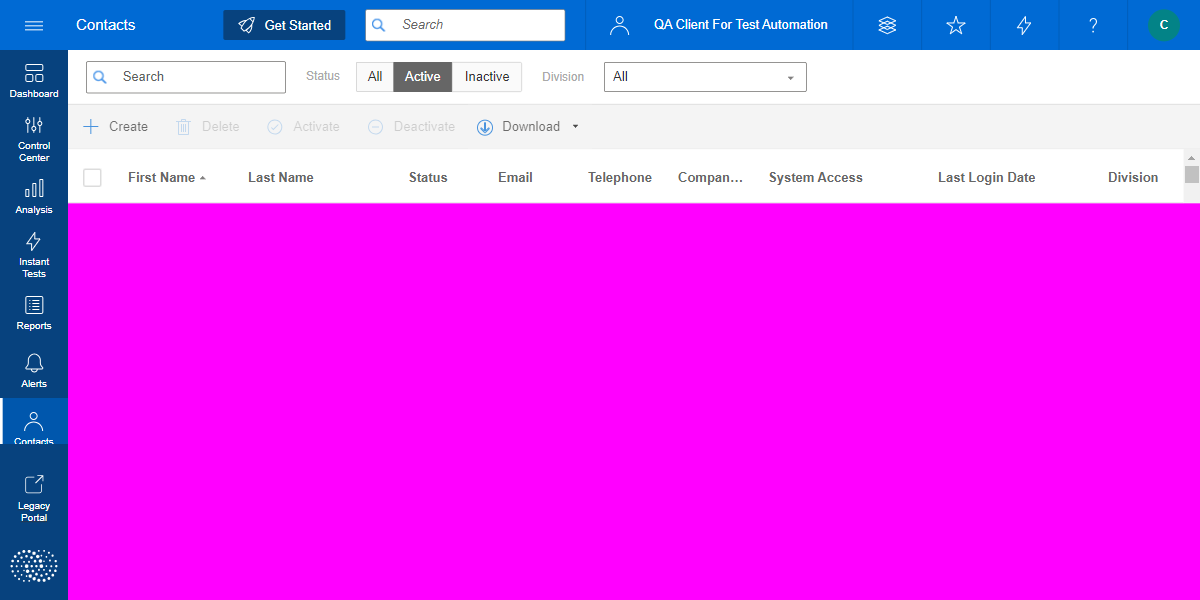 Contacts
Get Started
Search
QA Client For Test Automation
?
C
Dashboard
Control
Center
Analysis
Instant
Tests
Reports
Alerts
Contacts
Legacy
Portal
Search
Status
All
Active
Inactive
Division
All
Create
Delete
Activate
Deactivate
Download
First Name
Last Name
Status
Email
Telephone
Compan...
System Access
Last Login Date
Division